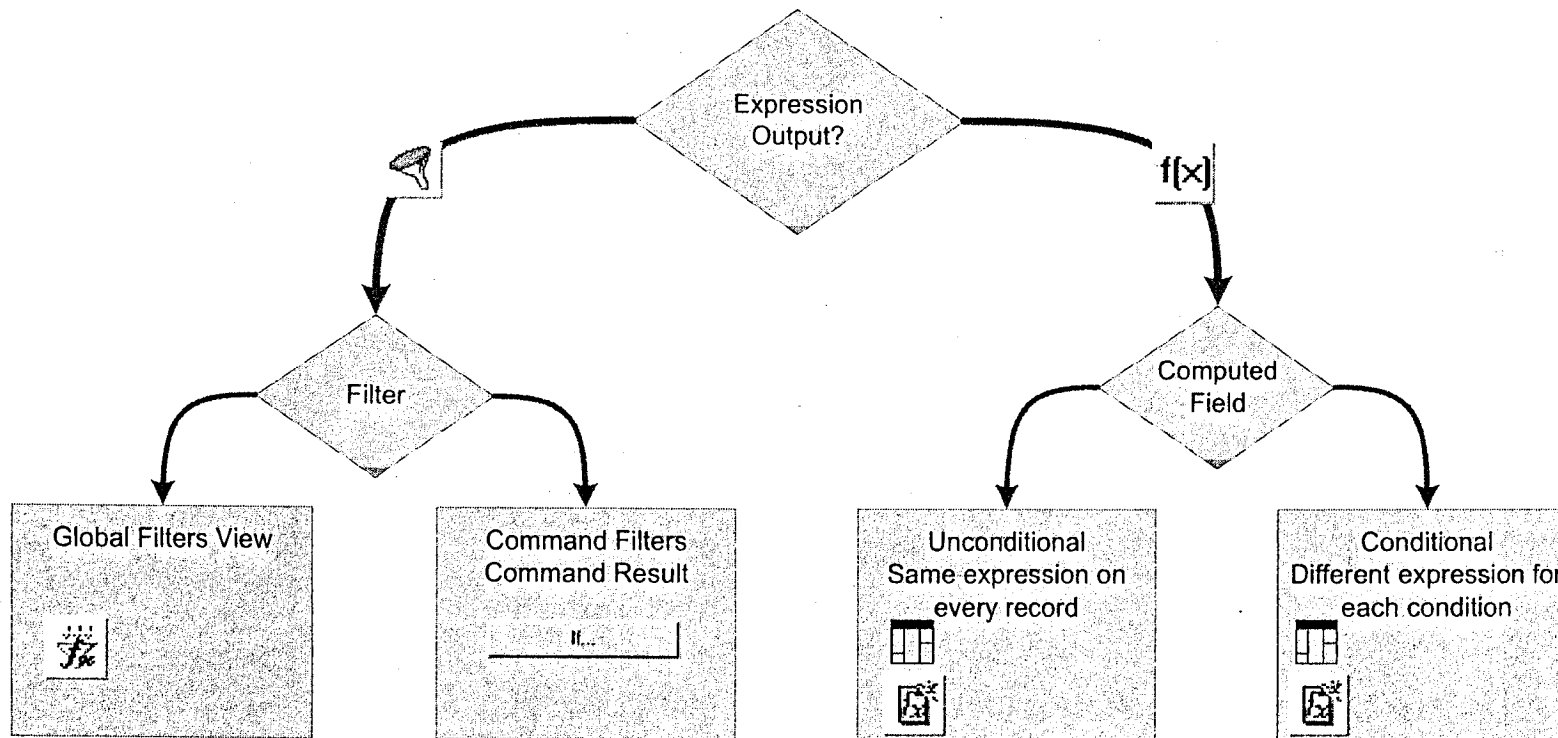 Expression
Output?
f(x)
Filter
Computed
Field
Global Filters View
Command Filters
Command Result
If...
Unconditional
Same expression on
every record
Conditional
Different expression for
each condition